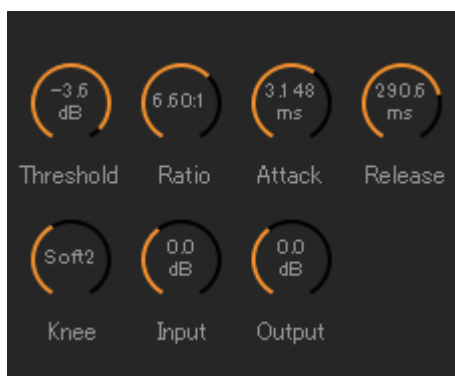 -3.6
dB
6.60:1
3.148
ms
290.6
ms
Threshold
Ratio
Attack
Release
Soft2
0.0
dB
0.0
dB
Knee
Input
Output